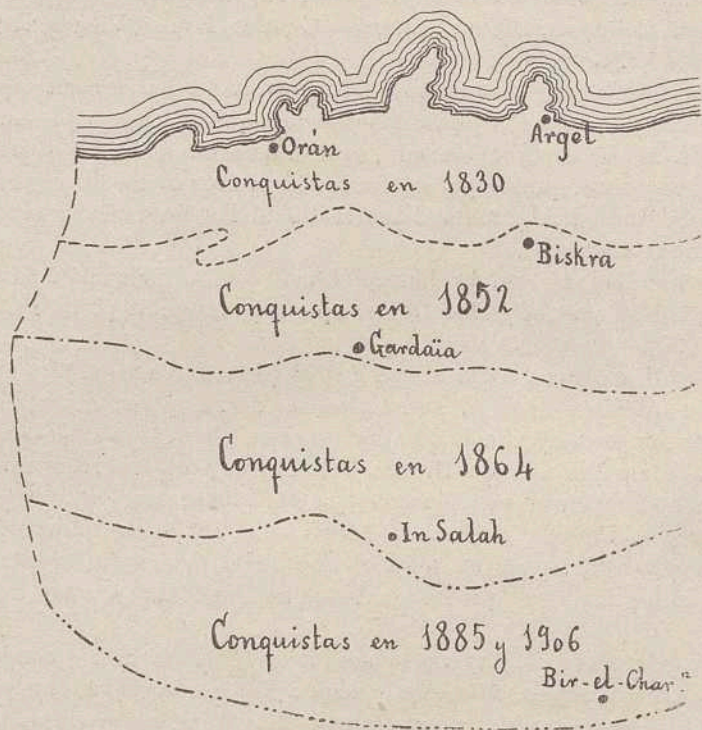 Orán
Argel
Conquistas en 1830
Biskra
Conquistas en 1852
Gardaïa
Conquistas en 1864
In Salah
Conquistas en 1885 y 1906
Bir-el-Char